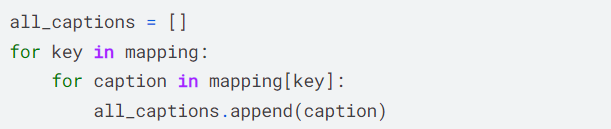 all_captions = []
for key in mapping:
    for caption in mapping[key]:
        all_captions.append(caption)